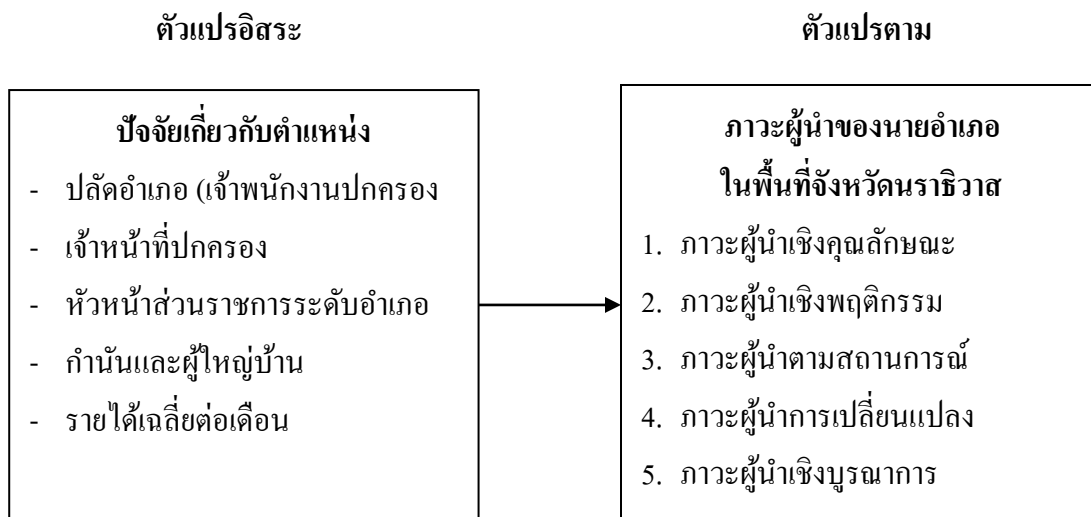 ตัวแปรอิสระ
ตัวแปรตาม
ปัจจัยเกี่ยวกับตำแหน่ง
- ปลัดอำเภอ (เจ้าพนักงานปกครอง
- เจ้าหน้าที่ปกครอง
- หัวหน้าส่วนราชการระดับอำเภอ
- กำนันและผู้ใหญ่บ้าน
- รายได้เฉลี่ยต่อเดือน
ภาวะผู้นำของนายอำเภอ
ในพื้นที่จังหวัดนราธิวาส
1. ภาวะผู้นำเชิงคุณลักษณะ
2. ภาวะผู้นำเชิงพฤติกรรม
3. ภาวะผู้นำตามสถานการณ์
4. ภาวะผู้นำการเปลี่ยนแปลง
5. ภาวะผู้นำเชิงบูรณาการ